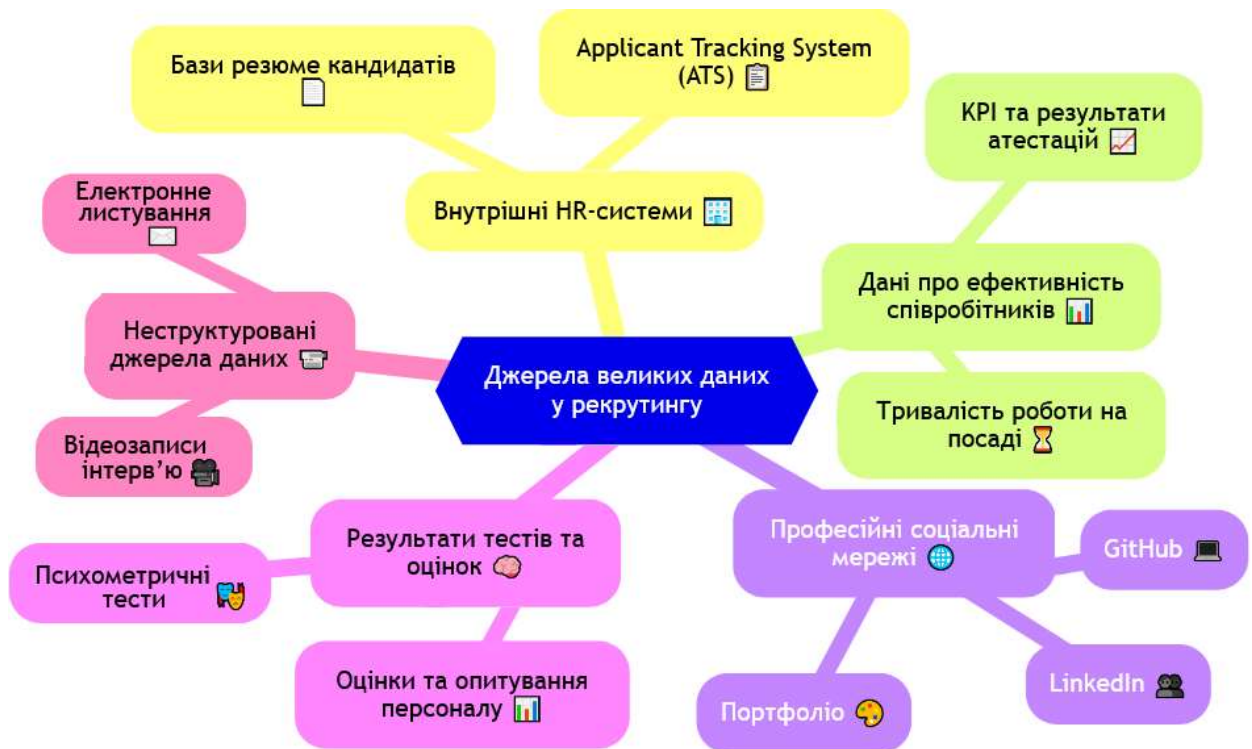 Бази резюме кандидатів
Applicant Tracking System
(ATS)
KPI та результати
атестацій
Електронне
листування
Внутрішні HR-системи
Дані про ефективність
співробітників
Неструктуровані
джерела даних
Джерела великих даних
у рекрутингу
Тривалість роботи на
посаді
Відеозаписи
інтерв’ю
Результати тестів та
оцінок
Професійні соціальні
мережі
GitHub
Психометричні
тести
Оцінки та опитування
персоналу
LinkedIn
Портфоліо